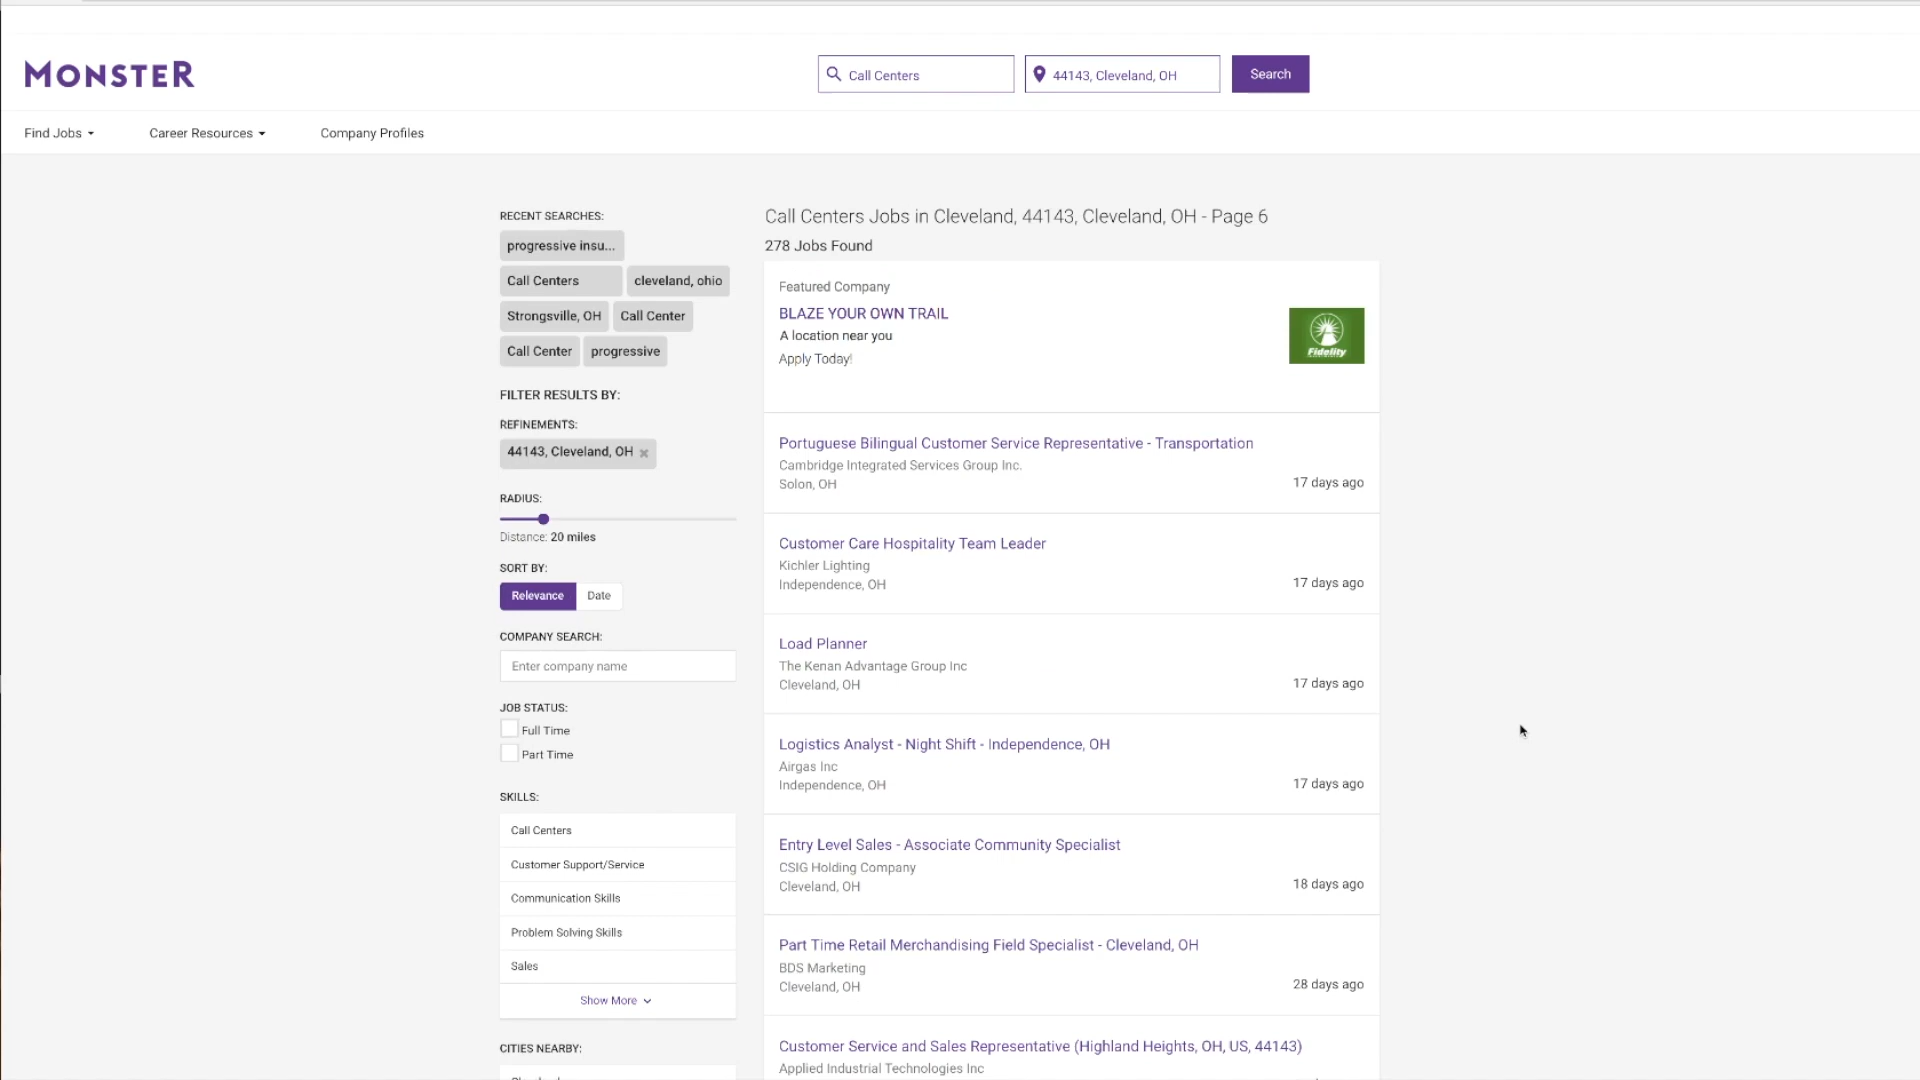 MONSTER
Call Centers
44143, Cleveland, OH
Search
Find Jobs
Career Resources
Company Profiles
RECENT SEARCHES:
progressive insu...
Call Centers
cleveland, ohio
Strongsville, OH
Call Center
Call Center
progressive
FILTER RESULTS BY:
REFINEMENTS:
44143, Cleveland, OH
RADIUS:
Distance: 20 miles
SORT BY:
Relevance
Date
COMPANY SEARCH:
Enter company name
JOB STATUS:
Full Time
Part Time
SKILLS:
Call Centers
Customer Support/Service
Communication Skills
Problem Solving Skills
Sales
Show More
CITIES NEARBY:
Call Centers Jobs in Cleveland, 44143, Cleveland, OH - Page 6
278 Jobs Found
Featured Company
BLAZE YOUR OWN TRAIL
A location near you
Apply Today!
Fidelity
Portuguese Bilingual Customer Service Representative - Transportation
Cambridge Integrated Services Group Inc.
Solon, OH
17 days ago
Customer Care Hospitality Team Leader
Kichler Lighting
Independence, OH
17 days ago
Load Planner
The Kenan Advantage Group Inc
Cleveland, OH
17 days ago
Logistics Analyst - Night Shift - Independence, OH
Airgas Inc
Independence, OH
17 days ago
Entry Level Sales - Associate Community Specialist
CSIG Holding Company
Cleveland, OH
18 days ago
Part Time Retail Merchandising Field Specialist - Cleveland, OH
BDS Marketing
Cleveland, OH
28 days ago
Customer Service and Sales Representative (Highland Heights, OH, US, 44143)
Applied Industrial Technologies Inc